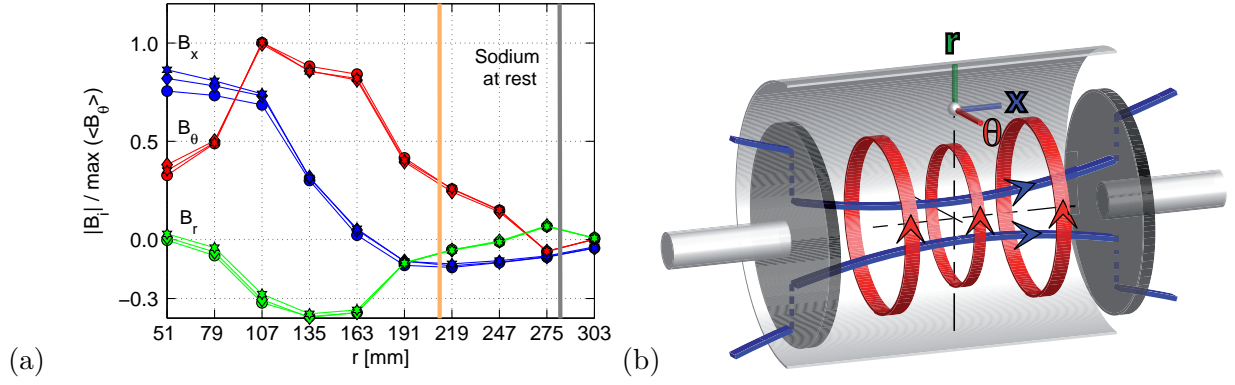 1.0
0.5
0.0
−0.3
|B_i| / max (<B_θ>)
B_x
B_θ
B_r
Sodium
at rest
51 79 107 135 163 191 219 247 275 303
r [mm]
(a)
r
x
θ
(b)